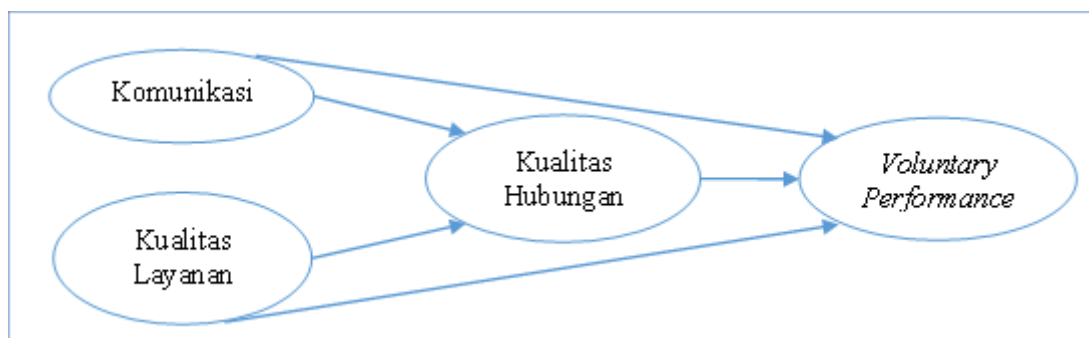 Komunikasi
Kualitas
Hubungan
Voluntary
Performance
Kualitas
Layanan